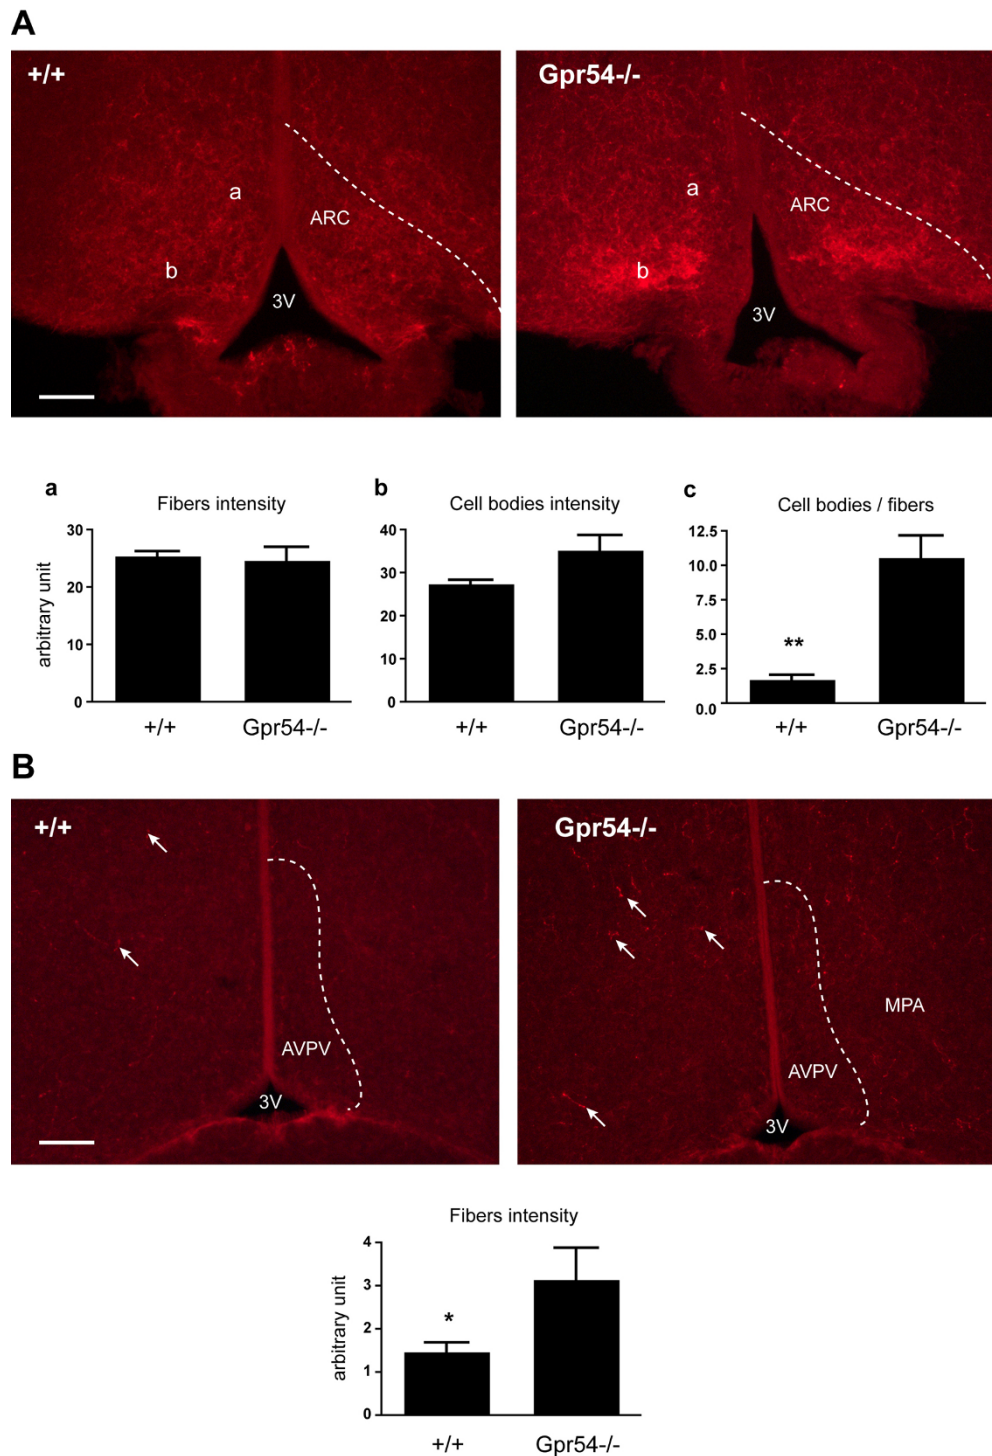 A
+/+
Gpr54-/-
a
ARC
b
3V
a
ARC
b
3V
a
Fibers intensity
arbitrary unit
30
20
10
0
+/+
Gpr54-/-
b
Cell bodies intensity
40
30
20
10
0
+/+
Gpr54-/-
c
Cell bodies / fibers
12.5
10.0
7.5
5.0
2.5
0.0
**
+/+
Gpr54-/-
B
+/+
Gpr54-/-
AVPV
3V
MPA
AVPV
3V
Fibers intensity
arbitrary unit
4
3
2
1
0
*
+/+
Gpr54-/-